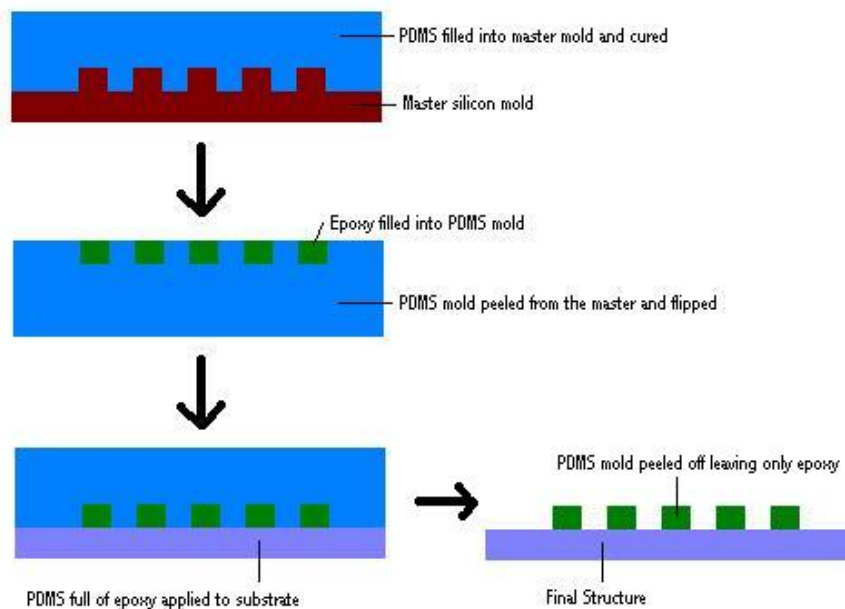 PDMS filled into master mold and cured
Master silicon mold
Epoxy filled into PDMS mold
PDMS mold peeled from the master and flipped
PDMS mold peeled off leaving only epoxy
PDMS full of epoxy applied to substrate
Final Structure